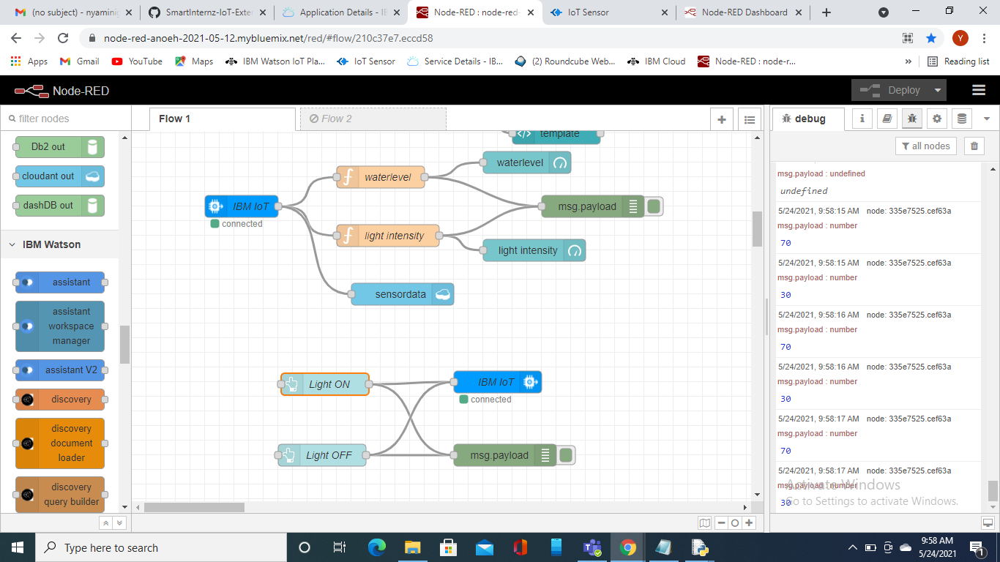 (no subject) - nyaminig
SmartInternz-IoT-Exter
Application Details - IB
Node-RED : node-red-
IoT Sensor
Node-RED Dashboard
node-red-anoeh-2021-05-12.mybluemix.net/red/#flow/210c37e7.eccd58
Y
Apps
Gmail
YouTube
Maps
IBM Watson IoT Pla...
IoT Sensor
Service Details - IB...
(2) Roundcube Web...
IBM Cloud
Node-RED : node-r...
»
Reading list
Node-RED
Deploy
filter nodes
Flow 1
Flow 2
debug
all nodes
Db2 out
cloudant out
dashDB out
IBM Watson
assistant
assistant
workspace
manager
assistant V2
discovery
discovery
document
loader
discovery
query builder
template
waterlevel
waterlevel
IBM IoT
connected
msg.payload
light intensity
light intensity
sensordata
Light ON
IBM IoT
connected
Light OFF
msg.payload
msg.payload : undefined
undefined
5/24/2021, 9:58:15 AM node: 335e7525.cef63a
msg.payload : number
70
5/24/2021, 9:58:15 AM node: 335e7525.cef63a
msg.payload : number
30
5/24/2021, 9:58:16 AM node: 335e7525.cef63a
msg.payload : number
70
5/24/2021, 9:58:16 AM node: 335e7525.cef63a
msg.payload : number
30
5/24/2021, 9:58:17 AM node: 335e7525.cef63a
msg.payload : number
70
5/24/2021, 9:58:17 AM node: 335e7525.cef63a
msg.payload : number
30
Activate Windows
Go to Settings to activate Windows.
Type here to search
9:58 AM
5/24/2021
1